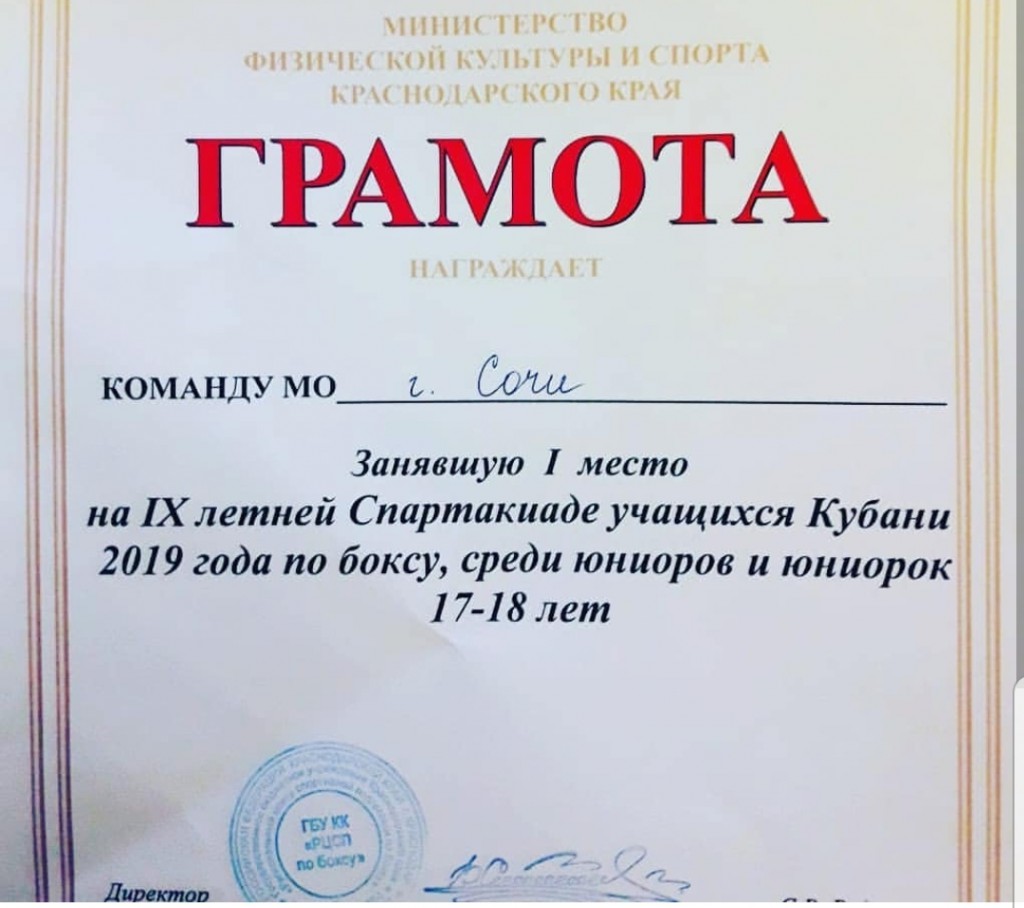 МИНИСТЕРСТВО
ФИЗИЧЕСКОЙ КУЛЬТУРЫ И СПОРТА
КРАСНОДАРСКОГО КРАЯ
ГРАМОТА
НАГРАЖДАЕТ
КОМАНДУ МО г. Сочи
Занявшую I место
на IX летней Спартакиаде учащихся Кубани
2019 года по боксу, среди юниоров и юниорок
17-18 лет
ГБУ КК
«РЦСП
по боксу»
Директор